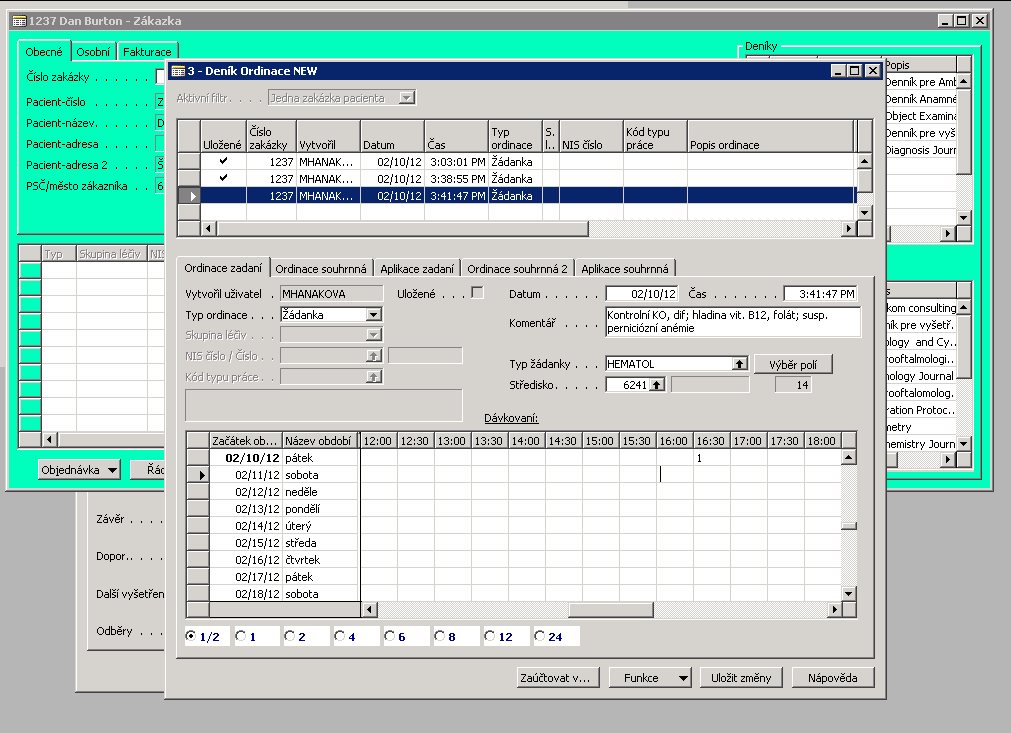 1237 Dan Burton - Zákazka
Obecné Osobní Fakturace
Číslo zakázky
Pacient-číslo
Pacient-název
Pacient-adresa
Pacient-adresa 2
PSČ/město zákazníka
Typ Skupina léčiv
Objednávka
Závěr
Dopor.
Další vyšetřen
Odběry
Deníky
Popis
Denník pre Amb
Denník Anamné
Object Examina
Denník pre vyš
Diagnosis Journ
kom consulting
ník pre vyšetř.
ology and Cy..
rooftalmologi..
nology Journal
rooftalomolog.
ration Protoc..
metry
hemistry Journ
3 - Deník Ordinace NEW
Aktivní filtr. . . . Jedna zakázka pacienta
Uložené Číslo zakázky Vytvořil Datum Čas Typ ordinace S. l.. NIS číslo Kód typu práce Popis ordinace
1237 MHANAK... 02/10/12 3:03:01 PM Žádanka
1237 MHANAK... 02/10/12 3:38:55 PM Žádanka
1237 MHANAK... 02/10/12 3:41:47 PM Žádanka
Ordinace zadaní Ordinace souhrnná Aplikace zadaní Ordinace souhrnná 2 Aplikace souhrnná
Vytvořil uživatel . MHANAKOVA Uložené . . . Datum . . . . . . 02/10/12 Čas . . . . . . . 3:41:47 PM
Typ ordinace . . . Žádanka
Komentář . . . . Kontrolní KO, dif; hladina vit. B12, folát; susp.
perniciózní anémie
Skupina léčiv . . .
NIS číslo / Číslo . .
Kód typu práce . .
Typ žádanky . . . HEMATOL Výběr polí
Středisko. . . . . 6241 14
Dávkovaní:
Začátek ob... Název období 12:00 12:30 13:00 13:30 14:00 14:30 15:00 15:30 16:00 16:30 17:00 17:30 18:00
02/10/12 pátek 1
02/11/12 sobota
02/12/12 neděle
02/13/12 pondělí
02/14/12 úterý
02/15/12 středa
02/16/12 čtvrtek
02/17/12 pátek
02/18/12 sobota
1/2 1 2 4 6 8 12 24
Zaúčtovat v... Funkce Uložit změny Nápověda